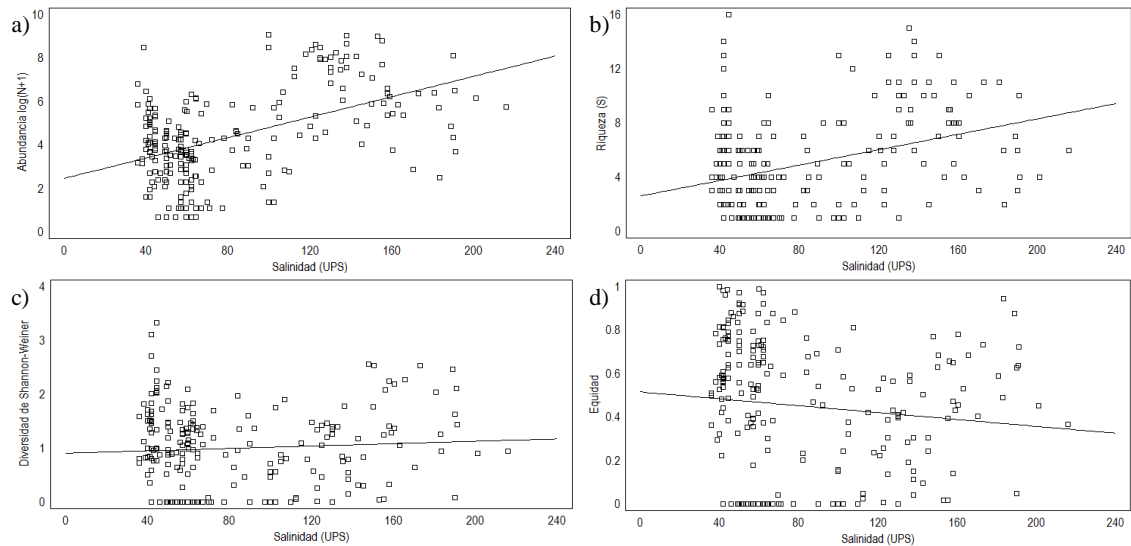 a)
10
8
6
4
2
0
Abundancia log(N+1)
0 40 80 120 160 200 240
Salinidad (UPS)
b)
16
12
8
4
0
Riqueza (S)
0 40 80 120 160 200 240
Salinidad (UPS)
c)
4
3
2
1
0
Diversidad de Shannon-Weiner
0 40 80 120 160 200 240
Salinidad (UPS)
d)
1
0.8
0.6
0.4
0.2
0
Equidad
0 40 80 120 160 200 240
Salinidad (UPS)